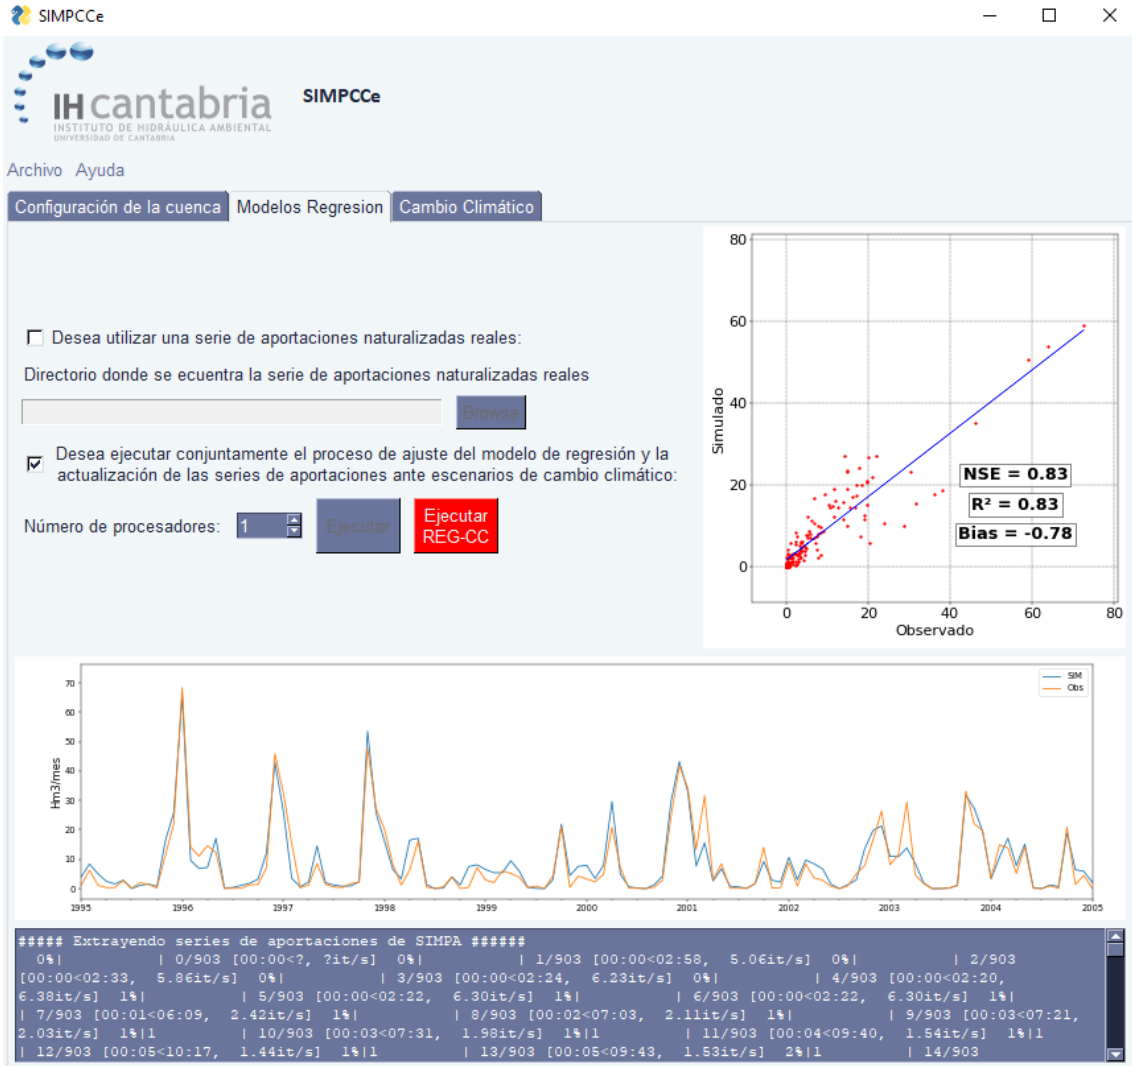 SIMPCCe
IHcantabria
INSTITUTO DE HIDRÁULICA AMBIENTAL
UNIVERSIDAD DE CANTABRIA
SIMPCCe
Archivo Ayuda
Configuración de la cuenca Modelos Regresion Cambio Climático
Desea utilizar una serie de aportaciones naturalizadas reales:
Directorio donde se ecuentra la serie de aportaciones naturalizadas reales
Browse
Desea ejecutar conjuntamente el proceso de ajuste del modelo de regresión y la
actualización de las series de aportaciones ante escenarios de cambio climático:
Número de procesadores: 1 Ejecutar Ejecutar
REG-CC
80
60
40
20
0
Simulado
NSE = 0.83
R² = 0.83
Bias = -0.78
0 20 40 60 80
Observado
70
60
50
40
30
20
10
0
Hm3/mes
SIM
Obs
1995 1996 1997 1998 1999 2000 2001 2002 2003 2004 2005
##### Extrayendo series de aportaciones de SIMPA ######
0%| | 0/903 [00:00<?, ?it/s] 0%| | 1/903 [00:00<02:58, 5.06it/s] 0%| | 2/903
[00:00<02:33, 5.86it/s] 0%| | 3/903 [00:00<02:24, 6.23it/s] 0%| | 4/903 [00:00<02:20,
6.38it/s] 1%| | 5/903 [00:00<02:22, 6.30it/s] 1%| | 6/903 [00:00<02:22, 6.30it/s] 1%|
| 7/903 [00:01<06:09, 2.42it/s] 1%| | 8/903 [00:02<07:03, 2.11it/s] 1%| | 9/903 [00:03<07:21,
2.03it/s] 1%|1 | 10/903 [00:03<07:31, 1.98it/s] 1%|1 | 11/903 [00:04<09:40, 1.54it/s] 1%|1
| 12/903 [00:05<10:17, 1.44it/s] 1%|1 | 13/903 [00:05<09:43, 1.53it/s] 2%|1 | 14/903